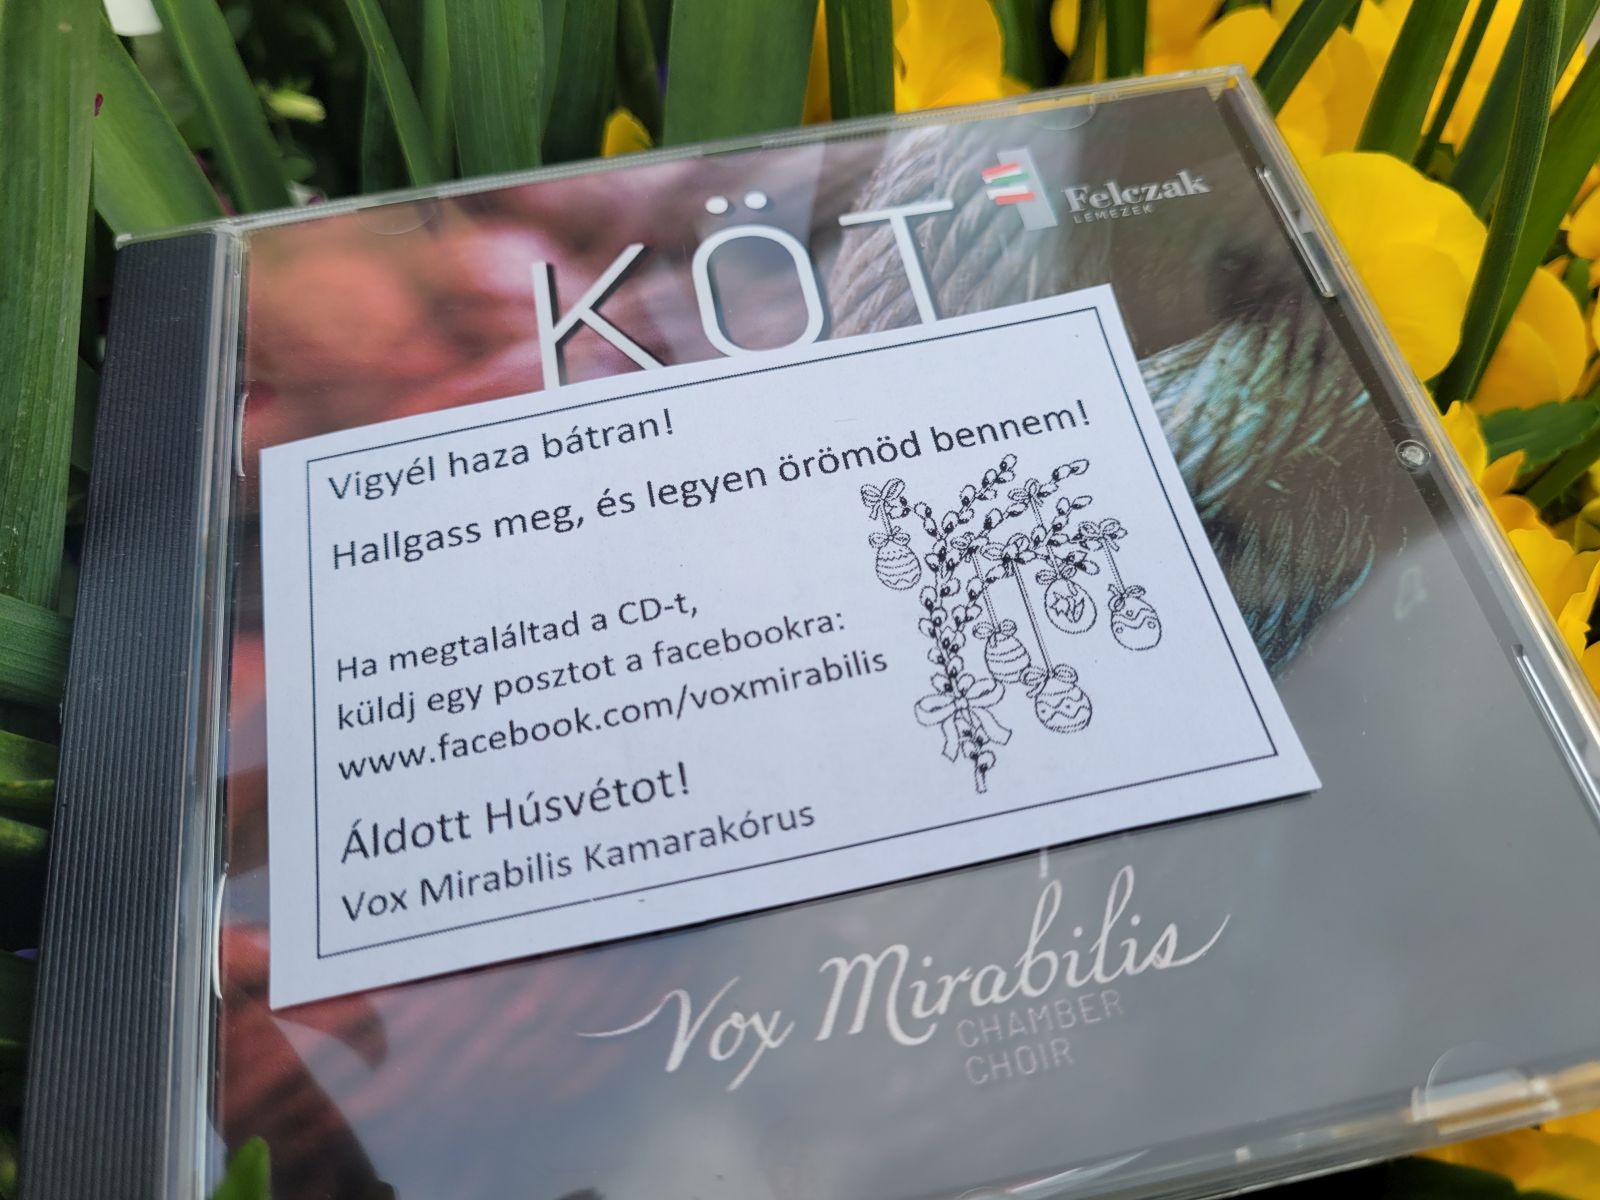 KÖT
Felczak
LEMEZEK
Vigyél haza bátran!
Hallgass meg, és legyen örömöd bennem!
Ha megtaláltad a CD-t,
küldj egy posztot a facebookra:
www.facebook.com/voxmirabilis
Áldott Húsvétot!
Vox Mirabilis Kamarakórus
Vox Mirabilis
CHAMBER
CHOIR